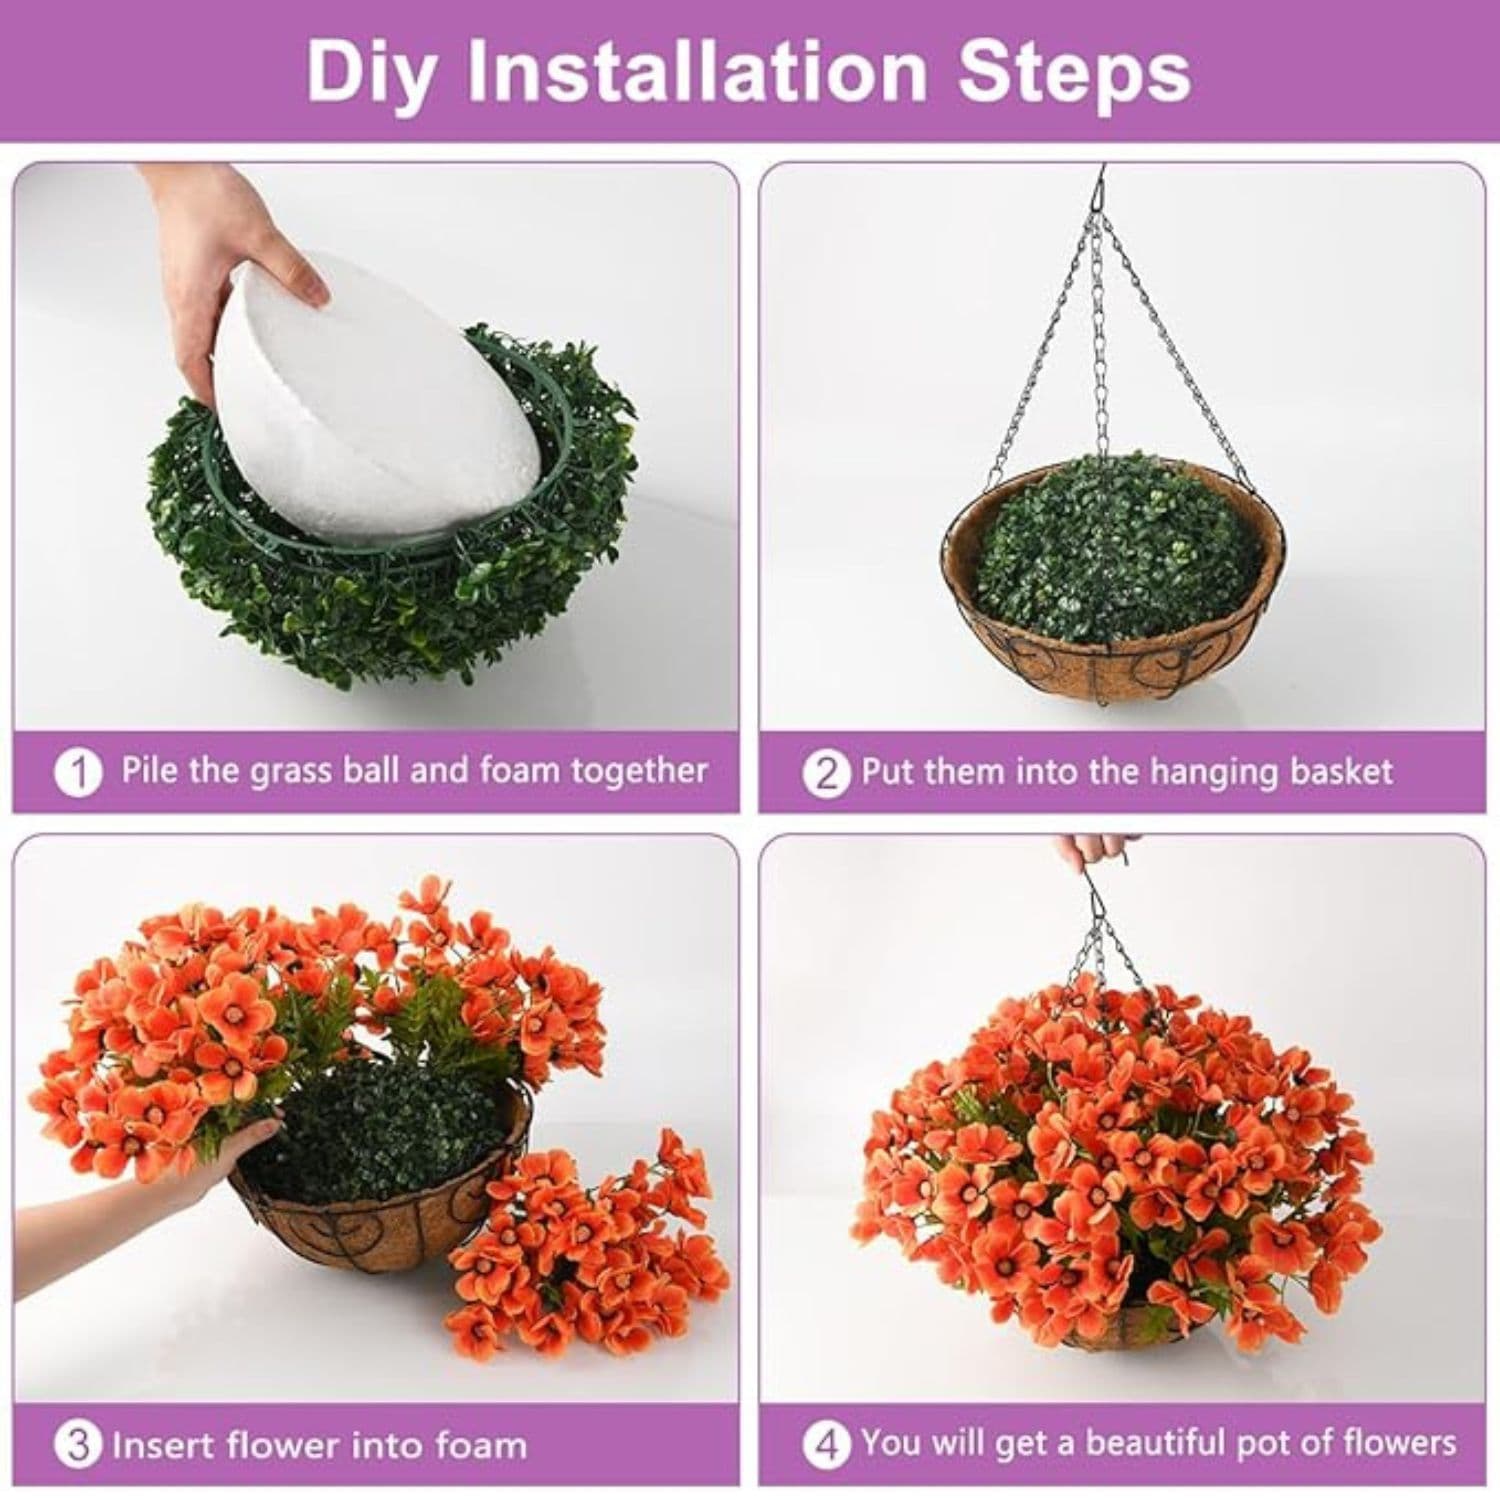 Diy Installation Steps
1 Pile the grass ball and foam together
2 Put them into the hanging basket
3 Insert flower into foam
4 You will get a beautiful pot of flowers